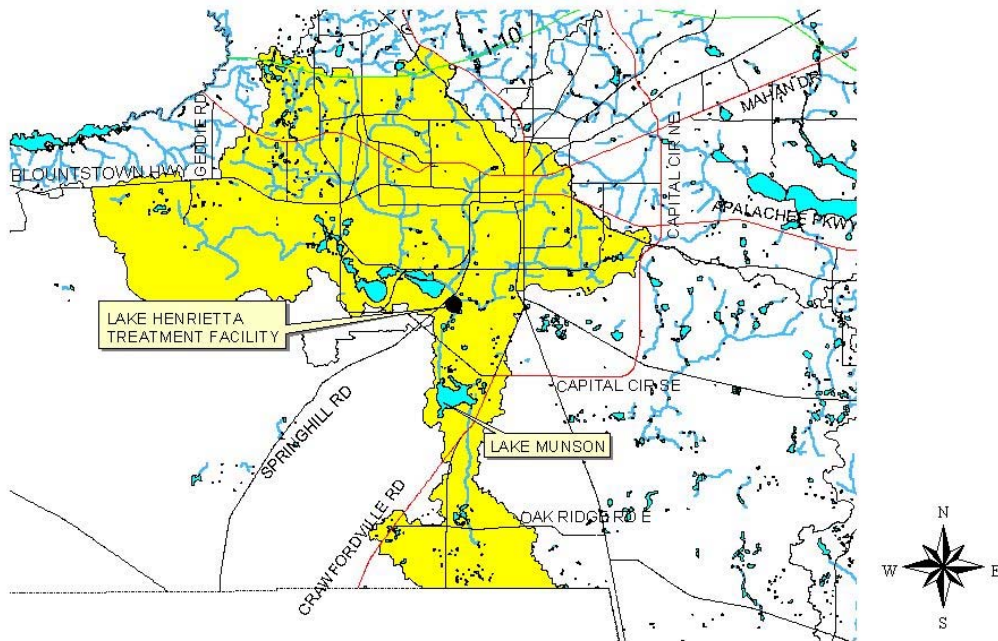 I-10
MAHAN DR
GEDDIE RD
CAPITAL CIR NE
BLOUNTSTOWN HWY
APALACHEE PKWY
LAKE HENRIETTA
TREATMENT FACILITY
CAPITAL CIR SE
SPRINGHILL RD
LAKE MUNSON
CRAWFORDVILLE RD
OAK RIDGE RD E
N
W
E
S